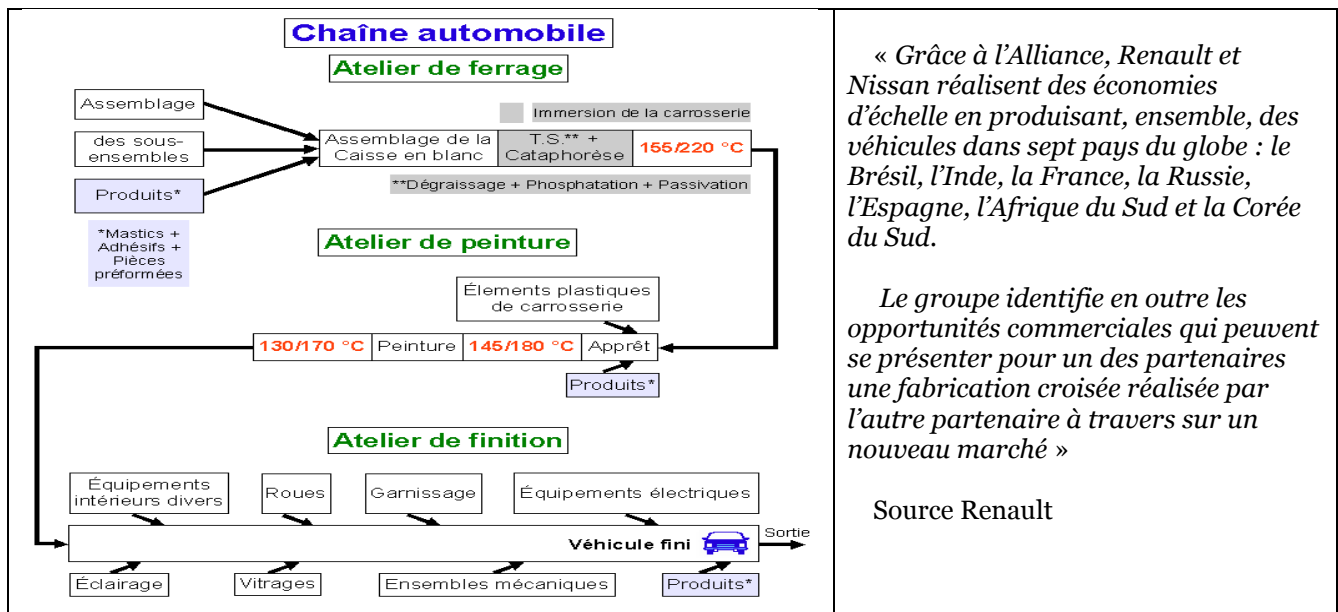 Chaîne automobile
Atelier de ferrage
Assemblage
des sous-
ensembles
Produits*
*Mastics +
Adhésifs +
Pièces
préformées
Immersion de la carrosserie
Assemblage de la
Caisse en blanc
T.S.** +
Cataphorèse
155/220 °C
**Dégraissage + Phosphatation + Passivation
Atelier de peinture
Élements plastiques
de carrosserie
130/170 °C
Peinture
145/180 °C
Apprêt
Produits*
Atelier de finition
Équipements
intérieurs divers
Roues
Garnissage
Équipements électriques
Véhicule fini
Sortie
Éclairage
Vitrages
Ensembles mécaniques
Produits*
« Grâce à l’Alliance, Renault et
Nissan réalisent des économies
d’échelle en produisant, ensemble, des
véhicules dans sept pays du globe : le
Brésil, l’Inde, la France, la Russie,
l’Espagne, l’Afrique du Sud et la Corée
du Sud.
Le groupe identifie en outre les
opportunités commerciales qui peuvent
se présenter pour un des partenaires
une fabrication croisée réalisée par
l’autre partenaire à travers sur un
nouveau marché »
Source Renault